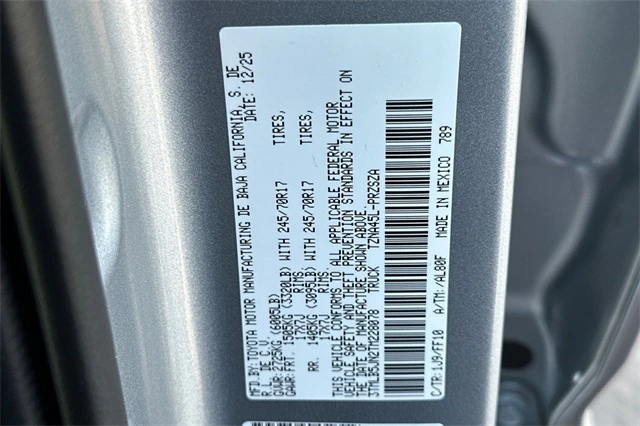 MFD. BY: TOYOTA MOTOR MANUFACTURING DE BAJA CALIFORNIA, S. DE
R.L. DE C.V. DATE: 12/25
GVWR: 2725KG (6005LB)
GAWR: FRT. 1505KG (3320LB) WITH 245/70R17 TIRES,
17X7J RIMS,
RR. 1405KG (3095LB) WITH 245/70R17 TIRES,
17X7J RIMS,
THIS VEHICLE CONFORMS TO ALL APPLICABLE FEDERAL MOTOR
VEHICLE SAFETY AND THEFT PREVENTION STANDARDS IN EFFECT ON
THE DATE OF MANUFACTURE SHOWN ABOVE.
3TMLB5JN2TM228078 TRUCK TZNA45L-PRZSZA
C/TR: 1J9/FF10 A/TM: /AL80F MADE IN MEXICO 789